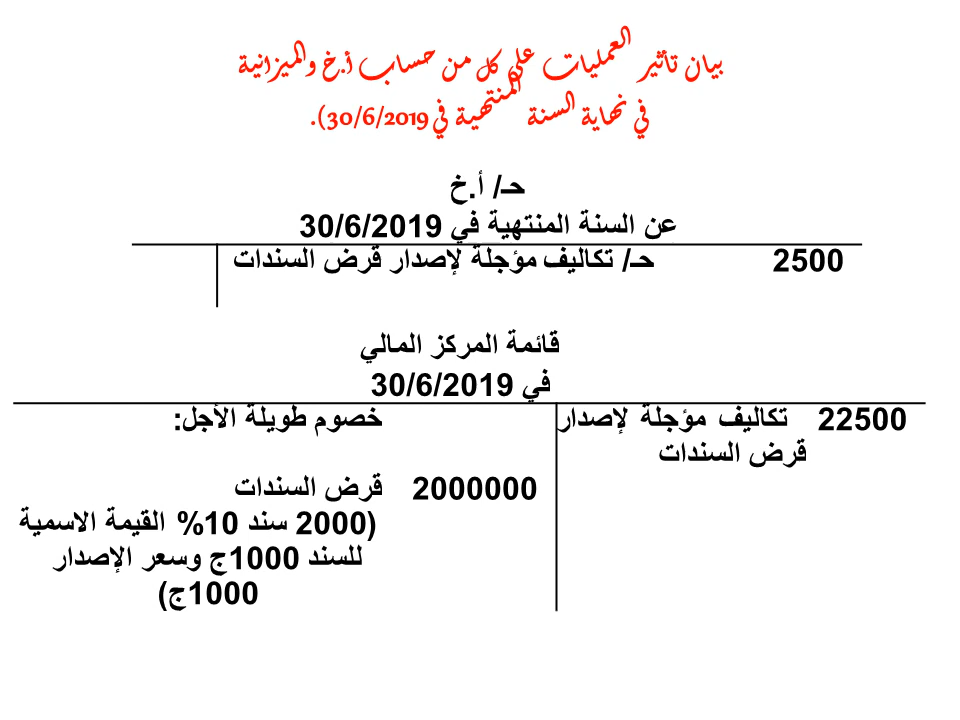 بيان تأثير العمليات على كل من حساب أ.خ والميزانية
في نهاية السنة المنتهية في 30/6/2019).
حـ/ أ.خ
عن السنة المنتهية في 30/6/2019
2500 حـ/ تكاليف مؤجلة لإصدار قرض السندات
قائمة المركز المالي
في 30/6/2019
22500 تكاليف مؤجلة لإصدار
قرض السندات
خصوم طويلة الأجل:
2000000 قرض السندات
(2000 سند 10% القيمة الاسمية
للسند 1000ج وسعر الإصدار
1000ج)